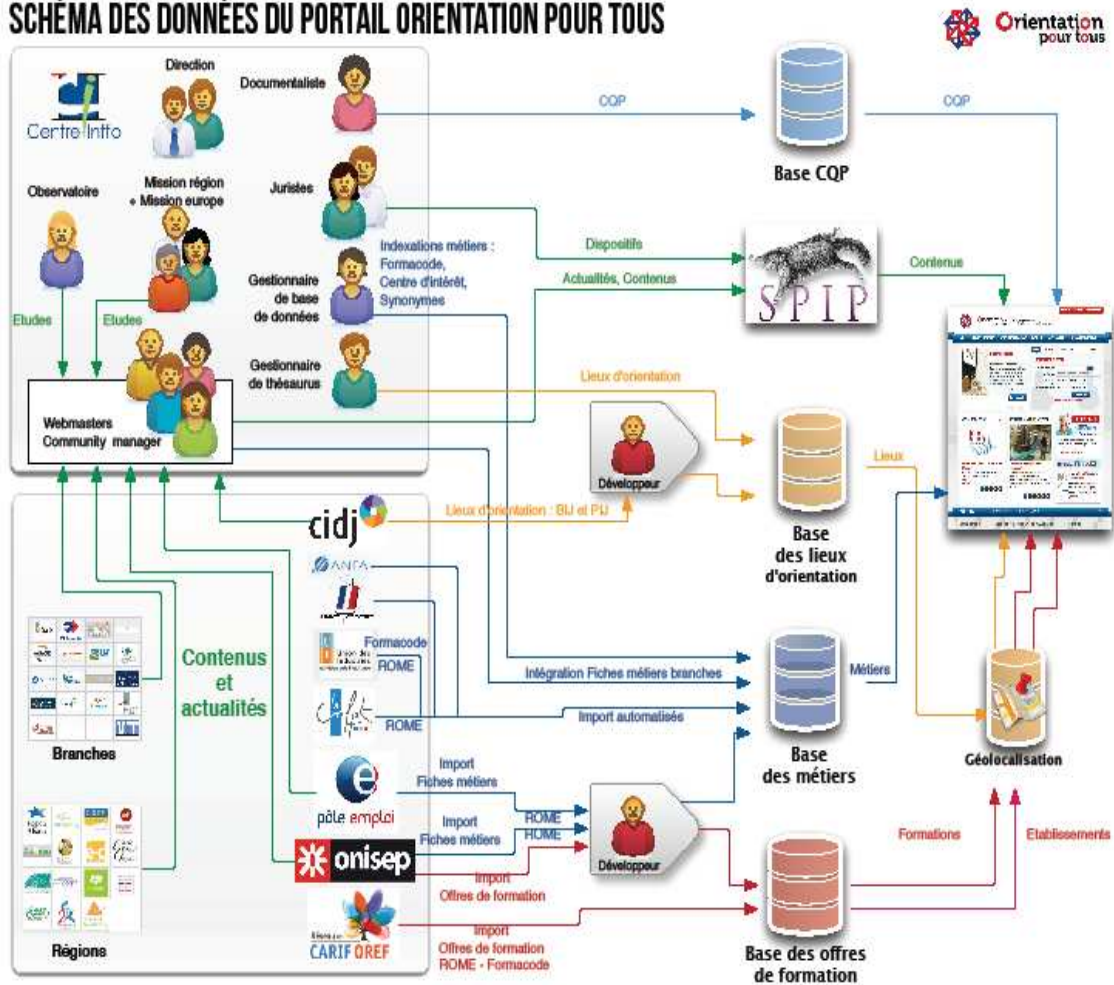 SCHÉMA DES DONNÉES DU PORTAIL ORIENTATION POUR TOUS
Orientation
pour tous
Centre Inffo
Direction
Documentaliste
Observatoire
Mission région
+ Mission europe
Juristes
Gestionnaire
de base
de données
Indexations métiers :
Formacode,
Centre d'intérêt,
Synonymes
Etudes
Etudes
Gestionnaire
de thésaurus
Webmasters
Community manager
CQP
CQP
Base CQP
Dispositifs
Actualités, Contenus
SPIP
Contenus
Lieux d'orientation
Développeur
Lieux
Base
des lieux
d'orientation
cidj
Lieux d'orientation : BIJ et PIJ
ANFA
Union des
Industries
Formacode
ROME
ROME
Contenus
et
actualités
Branches
Régions
Intégration Fiches métiers branches
Import automatisés
Métiers
Base
des métiers
Géolocalisation
pôle emploi
Import
Fiches métiers
ROME
onisep
Import
Fiches métiers
ROME
Développeur
Import
Offres de formation
CARIF OREF
Import
Offres de formation
ROME - Formacode
Formations
Etablissements
Base des offres
de formation